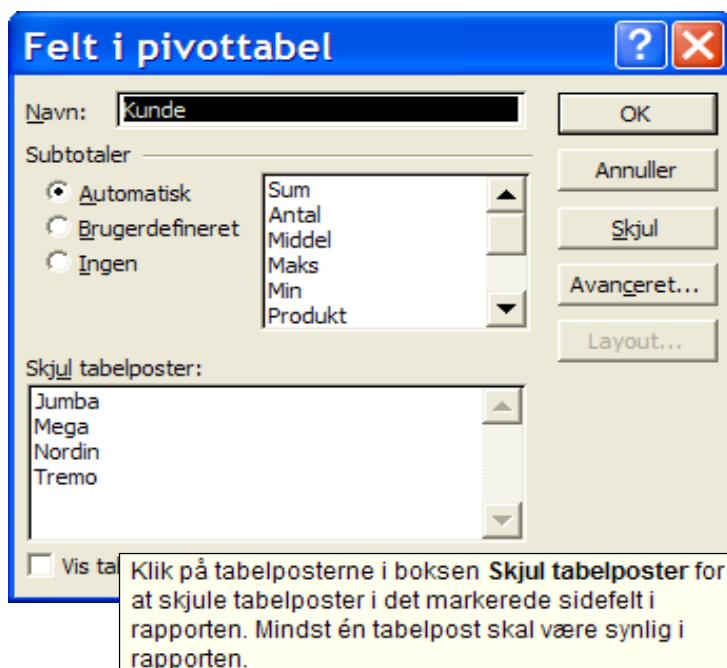 Felt i pivottabel
Navn: Kunde
OK
Subtotaler
Annuller
Automatisk
Brugerdefineret
Ingen
Sum
Antal
Middel
Maks
Min
Produkt
Skjul
Avanceret...
Layout...
Skjul tabelposter:
Jumba
Mega
Nordin
Tremo
Vis
Klik på tabelposterne i boksen Skjul tabelposter for
at skjule tabelposter i det markerede sidefelt i
rapporten. Mindst én tabelpost skal være synlig i
rapporten.